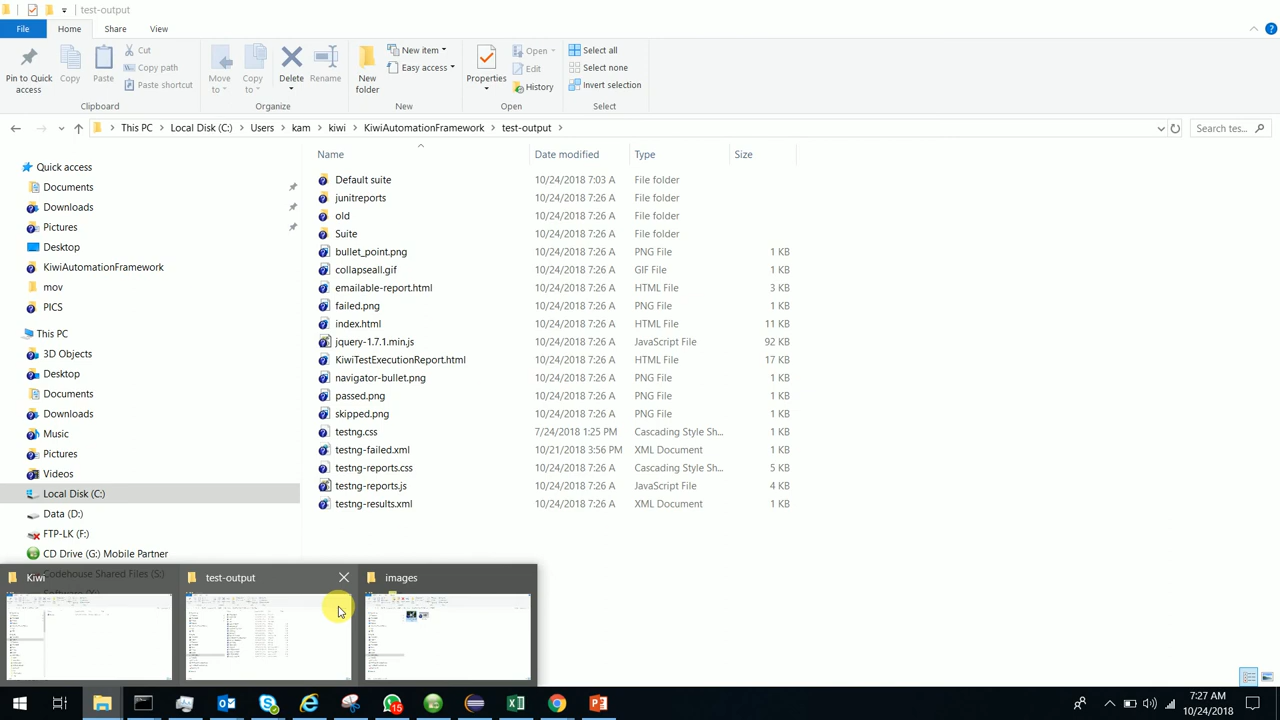 test-output
File Home Share View
Pin to Quick access
Copy
Paste
Cut
Copy path
Paste shortcut
Clipboard
Move to
Copy to
Delete
Rename
Organize
New folder
New item
Easy access
New
Properties
Open
Edit
History
Open
Select all
Select none
Invert selection
Select
This PC Local Disk (C:) Users kam kiwi KiwiAutomationFramework test-output
Search tes...
Name Date modified Type Size
Default suite 10/24/2018 7:03 A File folder
junitreports 10/24/2018 7:26 A File folder
old 10/24/2018 7:26 A File folder
Suite 10/24/2018 7:26 A File folder
bullet_point.png 10/24/2018 7:26 A PNG File 1 KB
collapseall.gif 10/24/2018 7:26 A GIF File 1 KB
emailable-report.html 10/24/2018 7:26 A HTML File 3 KB
failed.png 10/24/2018 7:26 A PNG File 1 KB
index.html 10/24/2018 7:26 A HTML File 11 KB
jquery-1.7.1.min.js 10/24/2018 7:26 A JavaScript File 92 KB
KiwiTestExecutionReport.html 10/24/2018 7:26 A HTML File 17 KB
navigator-bullet.png 10/24/2018 7:26 A PNG File 1 KB
passed.png 10/24/2018 7:26 A PNG File 1 KB
skipped.png 10/24/2018 7:26 A PNG File 1 KB
testng.css 7/24/2018 1:25 PM Cascading Style Sh... 1 KB
testng-failed.xml 10/21/2018 3:56 PM XML Document 1 KB
testng-reports.css 10/24/2018 7:26 A Cascading Style Sh... 5 KB
testng-reports.js 10/24/2018 7:26 A JavaScript File 4 KB
testng-results.xml 10/24/2018 7:26 A XML Document 1 KB
Quick access
Documents
Downloads
Pictures
Desktop
KiwiAutomationFramework
mov
PICS
This PC
3D Objects
Desktop
Documents
Downloads
Music
Pictures
Videos
Local Disk (C:)
Data (D:)
FTP-LK (F:)
CD Drive (G:) Mobile Partner
Codehouse Shared Files (S:)
Kiwi
test-output
images
15
7:27 AM
10/24/2018